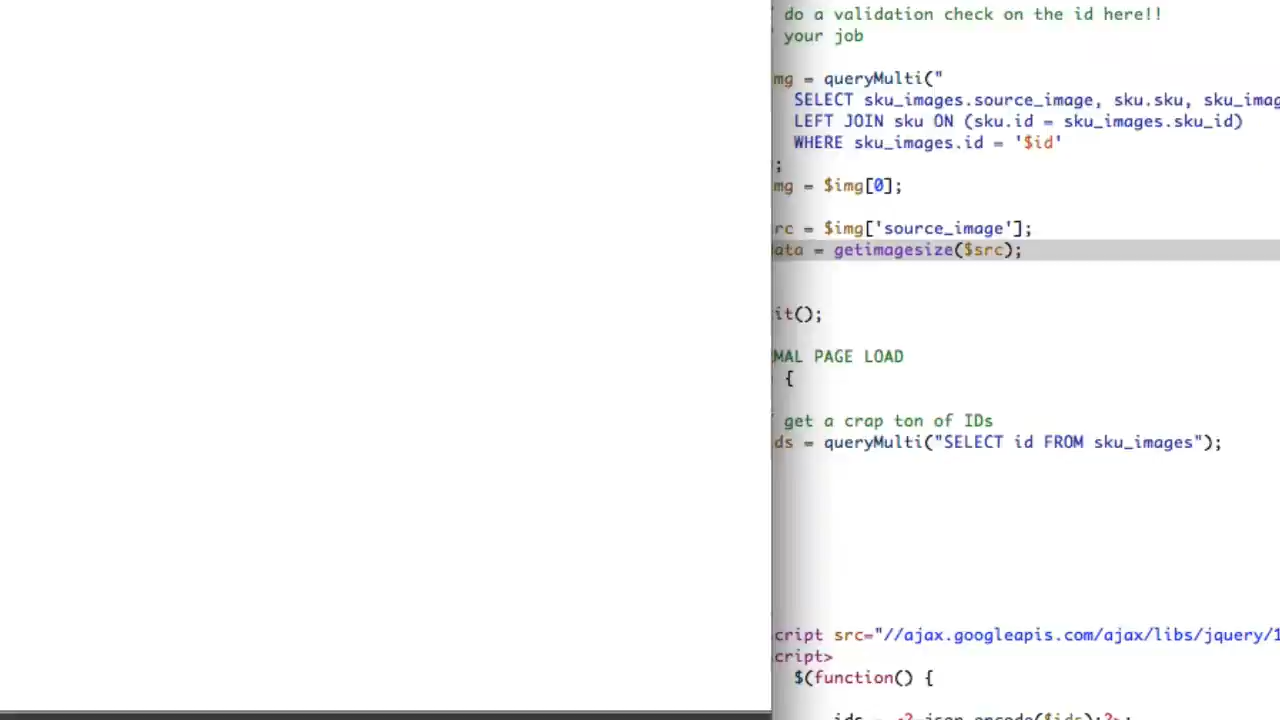 do a validation check on the id here!!
your job
mg = queryMulti("
SELECT sku_images.source_image, sku.sku, sku_imag
LEFT JOIN sku ON (sku.id = sku_images.sku_id)
WHERE sku_images.id = '$id'
;
mg = $img[0];
rc = $img['source_image'];
ata = getimagesize($src);
it();
MAL PAGE LOAD
{
get a crap ton of IDs
ds = queryMulti("SELECT id FROM sku_images");
cript src="//ajax.googleapis.com/ajax/libs/jquery/1
cript>
$(function() {